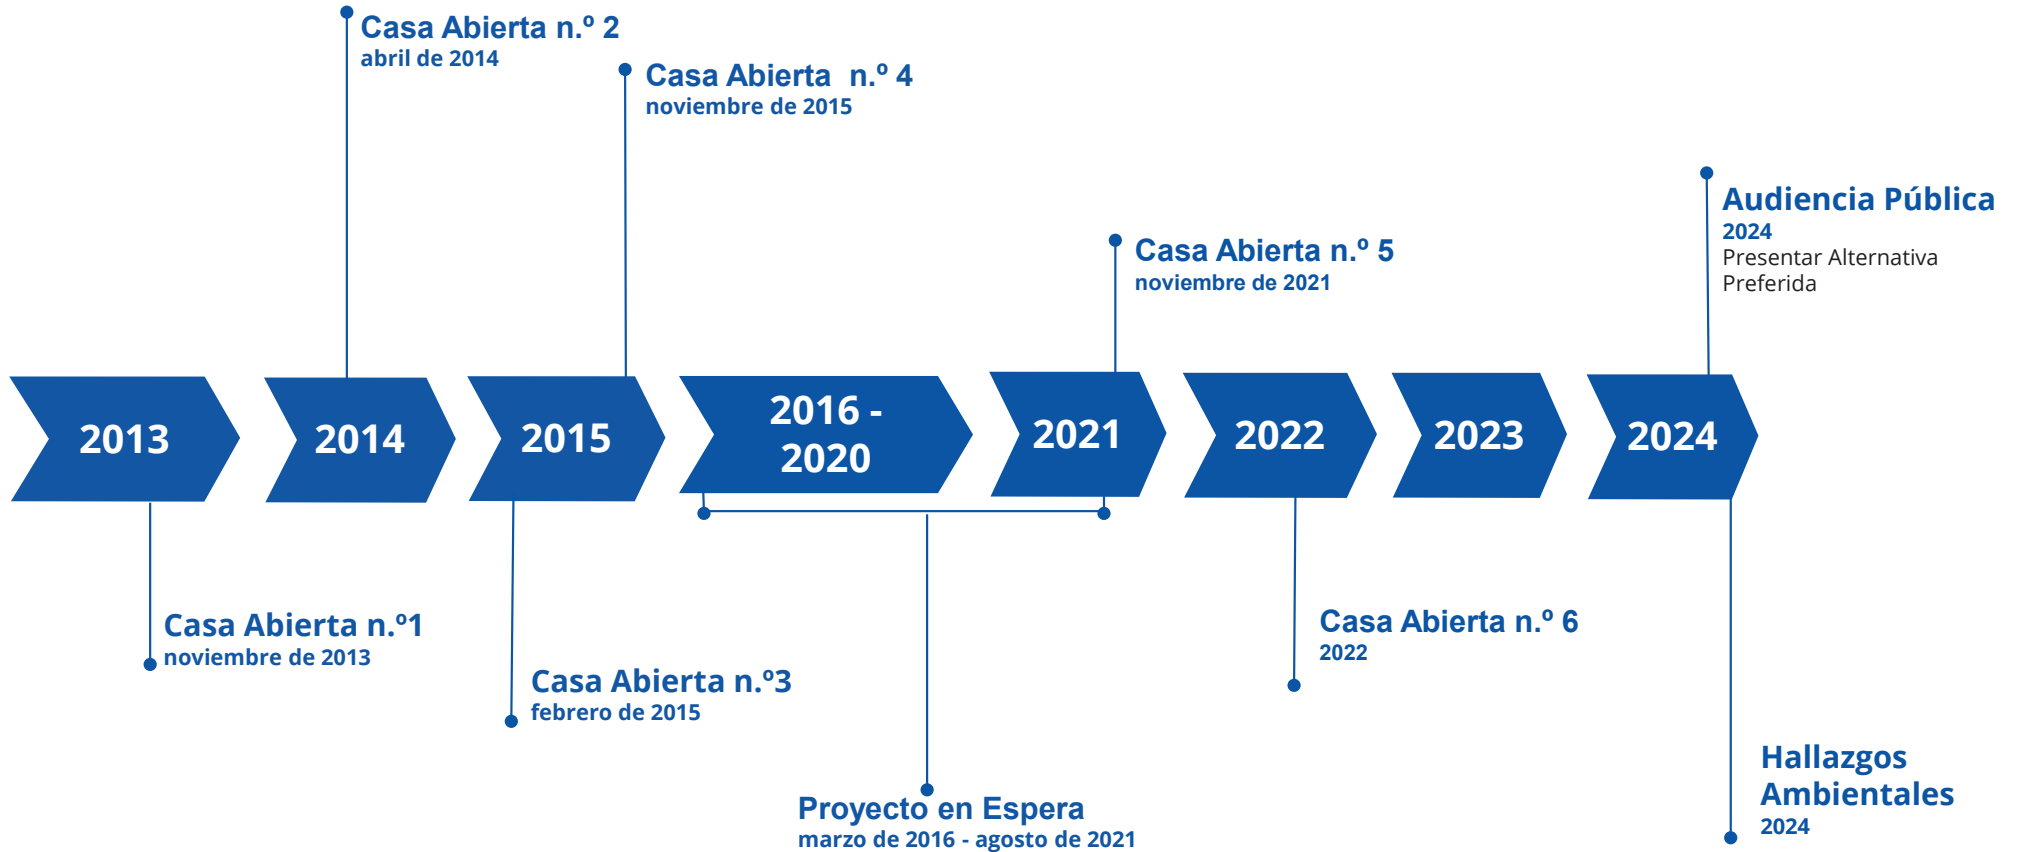 Casa Abierta n.º 2
abril de 2014
Casa Abierta  n.º 4
noviembre de 2015
Audiencia Pública
2024
Presentar Alternativa
Preferida
Casa Abierta n.º 5
noviembre de 2021
2013
2014
2015
2016 -
2020
2021
2022
2023
2024
Casa Abierta n.º1
noviembre de 2013
Casa Abierta n.º3
febrero de 2015
Casa Abierta n.º 6
2022
Proyecto en Espera
marzo de 2016 - agosto de 2021
Hallazgos
Ambientales
2024